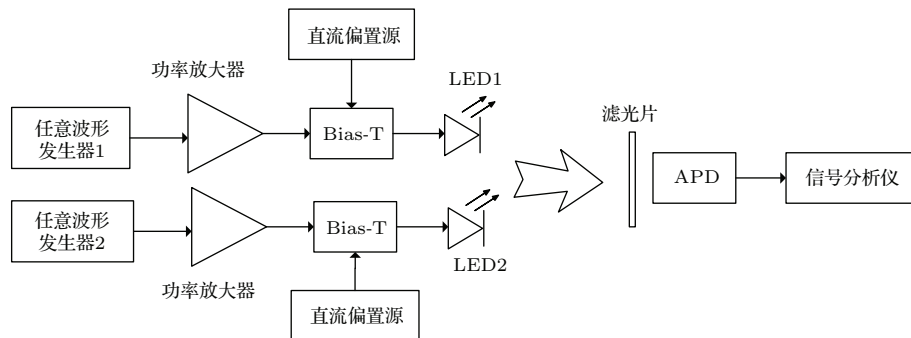 直流偏置源
功率放大器
LED1
任意波形
发生器1
Bias-T
滤光片
APD
信号分析仪
任意波形
发生器2
Bias-T
LED2
功率放大器
直流偏置源